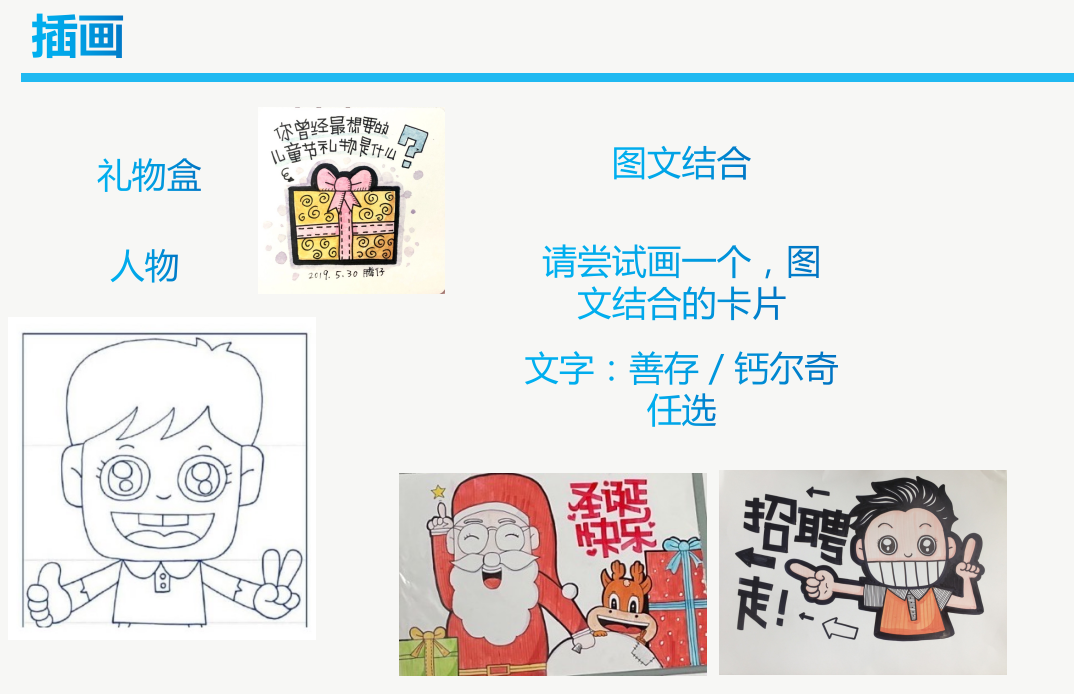 插画
礼物盒
人物
你曾经最想要的
儿童节礼物是什么?
2019.5.30 腾仔
图文结合
请尝试画一个，图
文结合的卡片
文字：善存 / 钙尔奇
任选
圣诞
快乐
招聘
走!